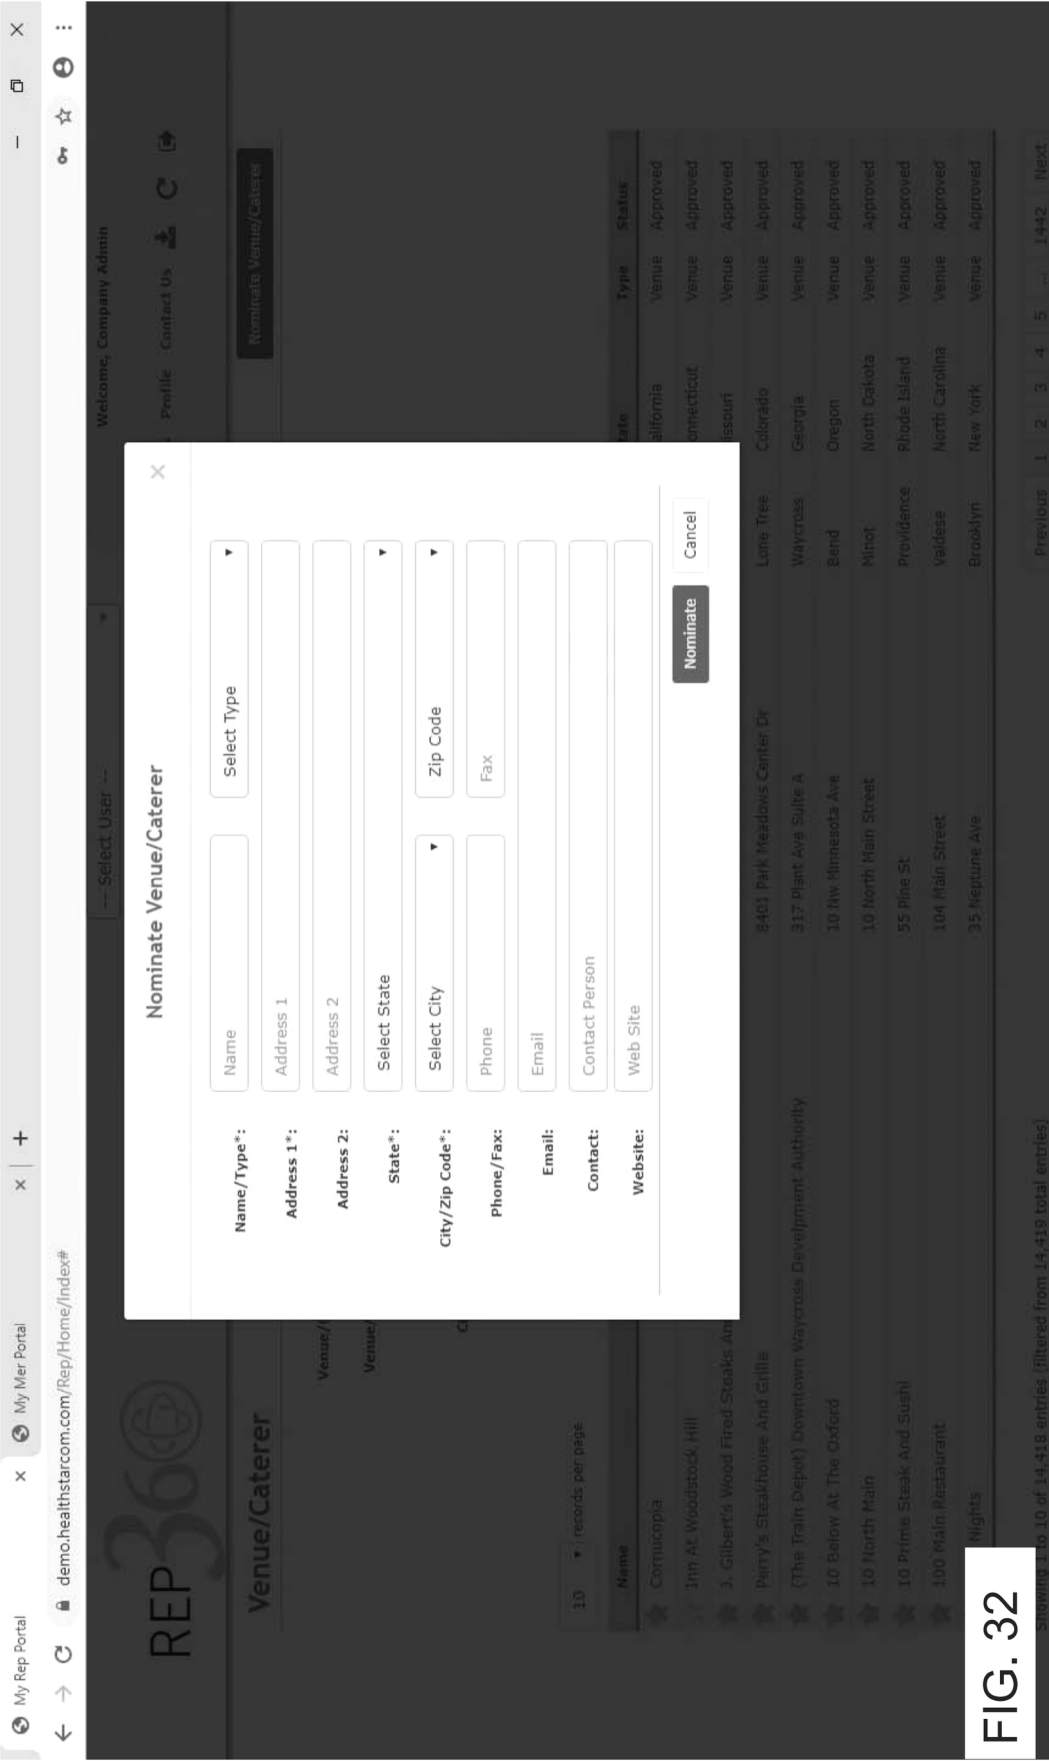 My Rep Portal
My Mer Portal
demo.healthstarcom.com/Rep/Home/Index#
-- Select User --
Welcome, Company Admin
REP 360
Profile
Contact Us
Venue/Caterer
Nominate Venue/Caterer
Nominate Venue/Caterer
Name/Type*: Name Select Type
Address 1*: Address 1
Address 2: Address 2
State*: Select State
City/Zip Code*: Select City Zip Code
Phone/Fax: Phone Fax
Email: Email
Contact: Contact Person
Website: Web Site
Nominate Cancel
Venue/
Venue/
10 records per page
Name Type Status
Cornucopia alifornia Venue Approved
Inn At Woodstock Hill onnecticut Venue Approved
J. Gilbert's Wood Fired Steaks An issouri Venue Approved
Perry's Steakhouse And Grille 8401 Park Meadows Center Dr Lone Tree Colorado Venue Approved
(The Train Depot) Downtown Waycross Develpment Authority 317 Plant Ave Suite A Waycross Georgia Venue Approved
10 Below At The Oxford 10 Nw Minnesota Ave Bend Oregon Venue Approved
10 North Main 10 North Main Street Minot North Dakota Venue Approved
10 Prime Steak And Sushi 55 Pine St Providence Rhode Island Venue Approved
100 Main Restaurant 104 Main Street Valdese North Carolina Venue Approved
Nights 35 Neptune Ave Brooklyn New York Venue Approved
Showing 1 to 10 of 14,418 entries (filtered from 14,419 total entries)
Previous 1 2 3 4 5 ... 1442 Next
FIG. 32